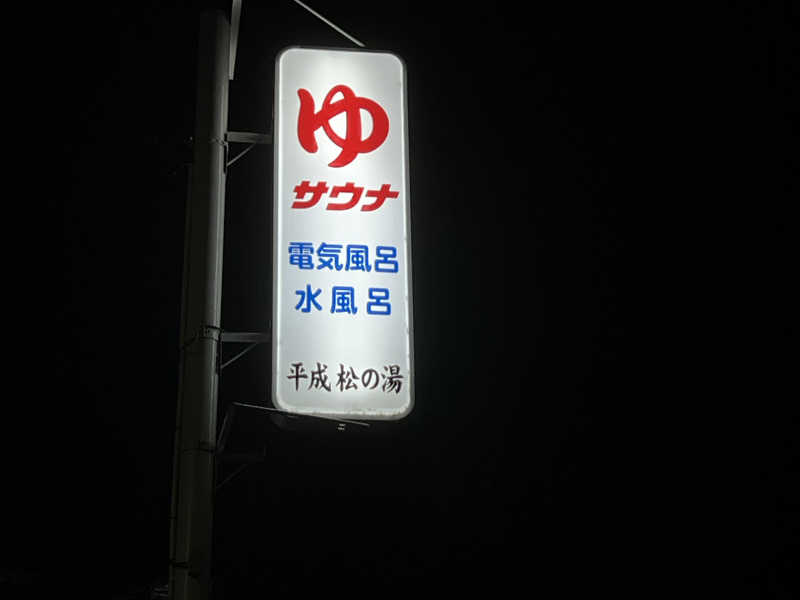 ゆ
サウナ
電気風呂
水風呂
平成松の湯